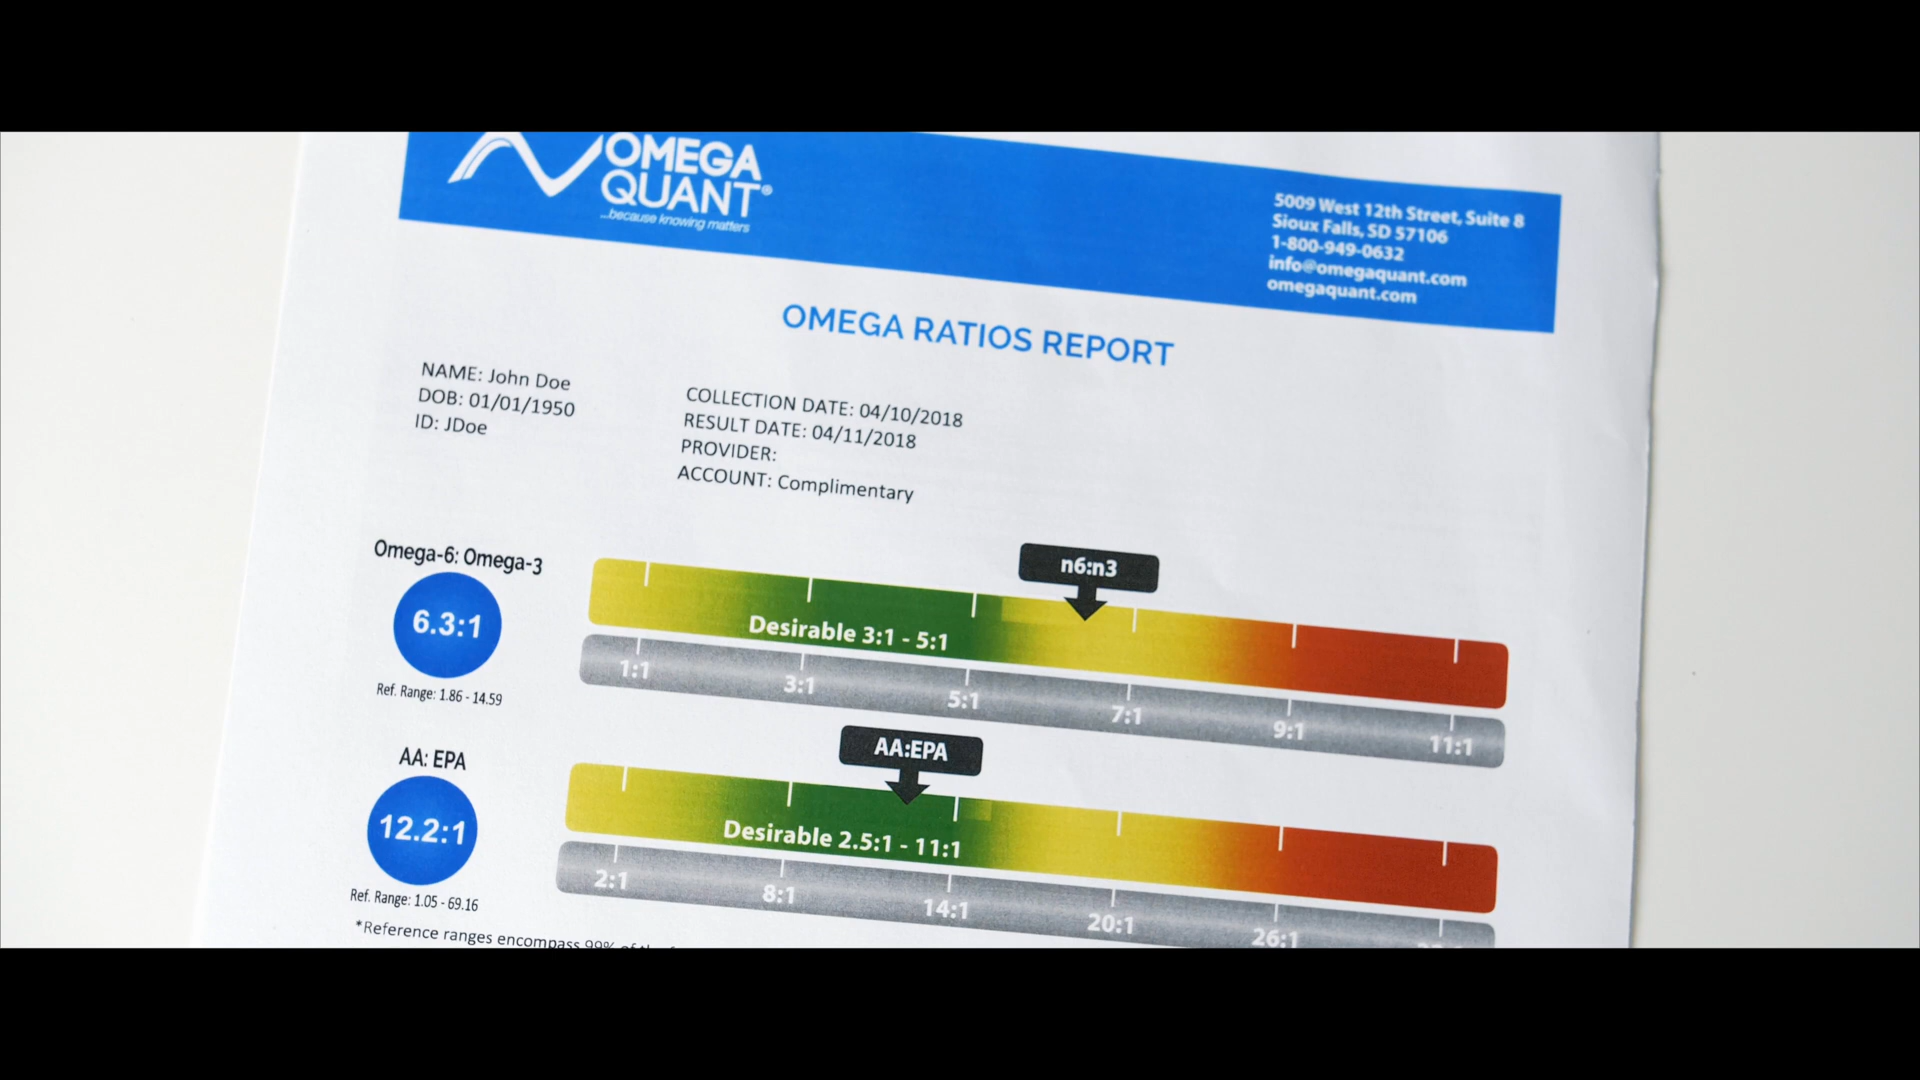 OMEGA
QUANT®
...because knowing matters
5009 West 12th Street, Suite 8
Sioux Falls, SD 57106
1-800-949-0632
info@omegaquant.com
omegaquant.com
OMEGA RATIOS REPORT
NAME: John Doe
DOB: 01/01/1950
ID: JDoe
COLLECTION DATE: 04/10/2018
RESULT DATE: 04/11/2018
PROVIDER:
ACCOUNT: Complimentary
Omega-6: Omega-3
6.3:1
Ref. Range: 1.86 - 14.59
n6:n3
Desirable 3:1 - 5:1
1:1 3:1 5:1 7:1 9:1 11:1
AA: EPA
12.2:1
Ref. Range: 1.05 - 69.16
AA:EPA
Desirable 2.5:1 - 11:1
2:1 8:1 14:1 20:1 26:1
*Reference ranges encompass 99% of